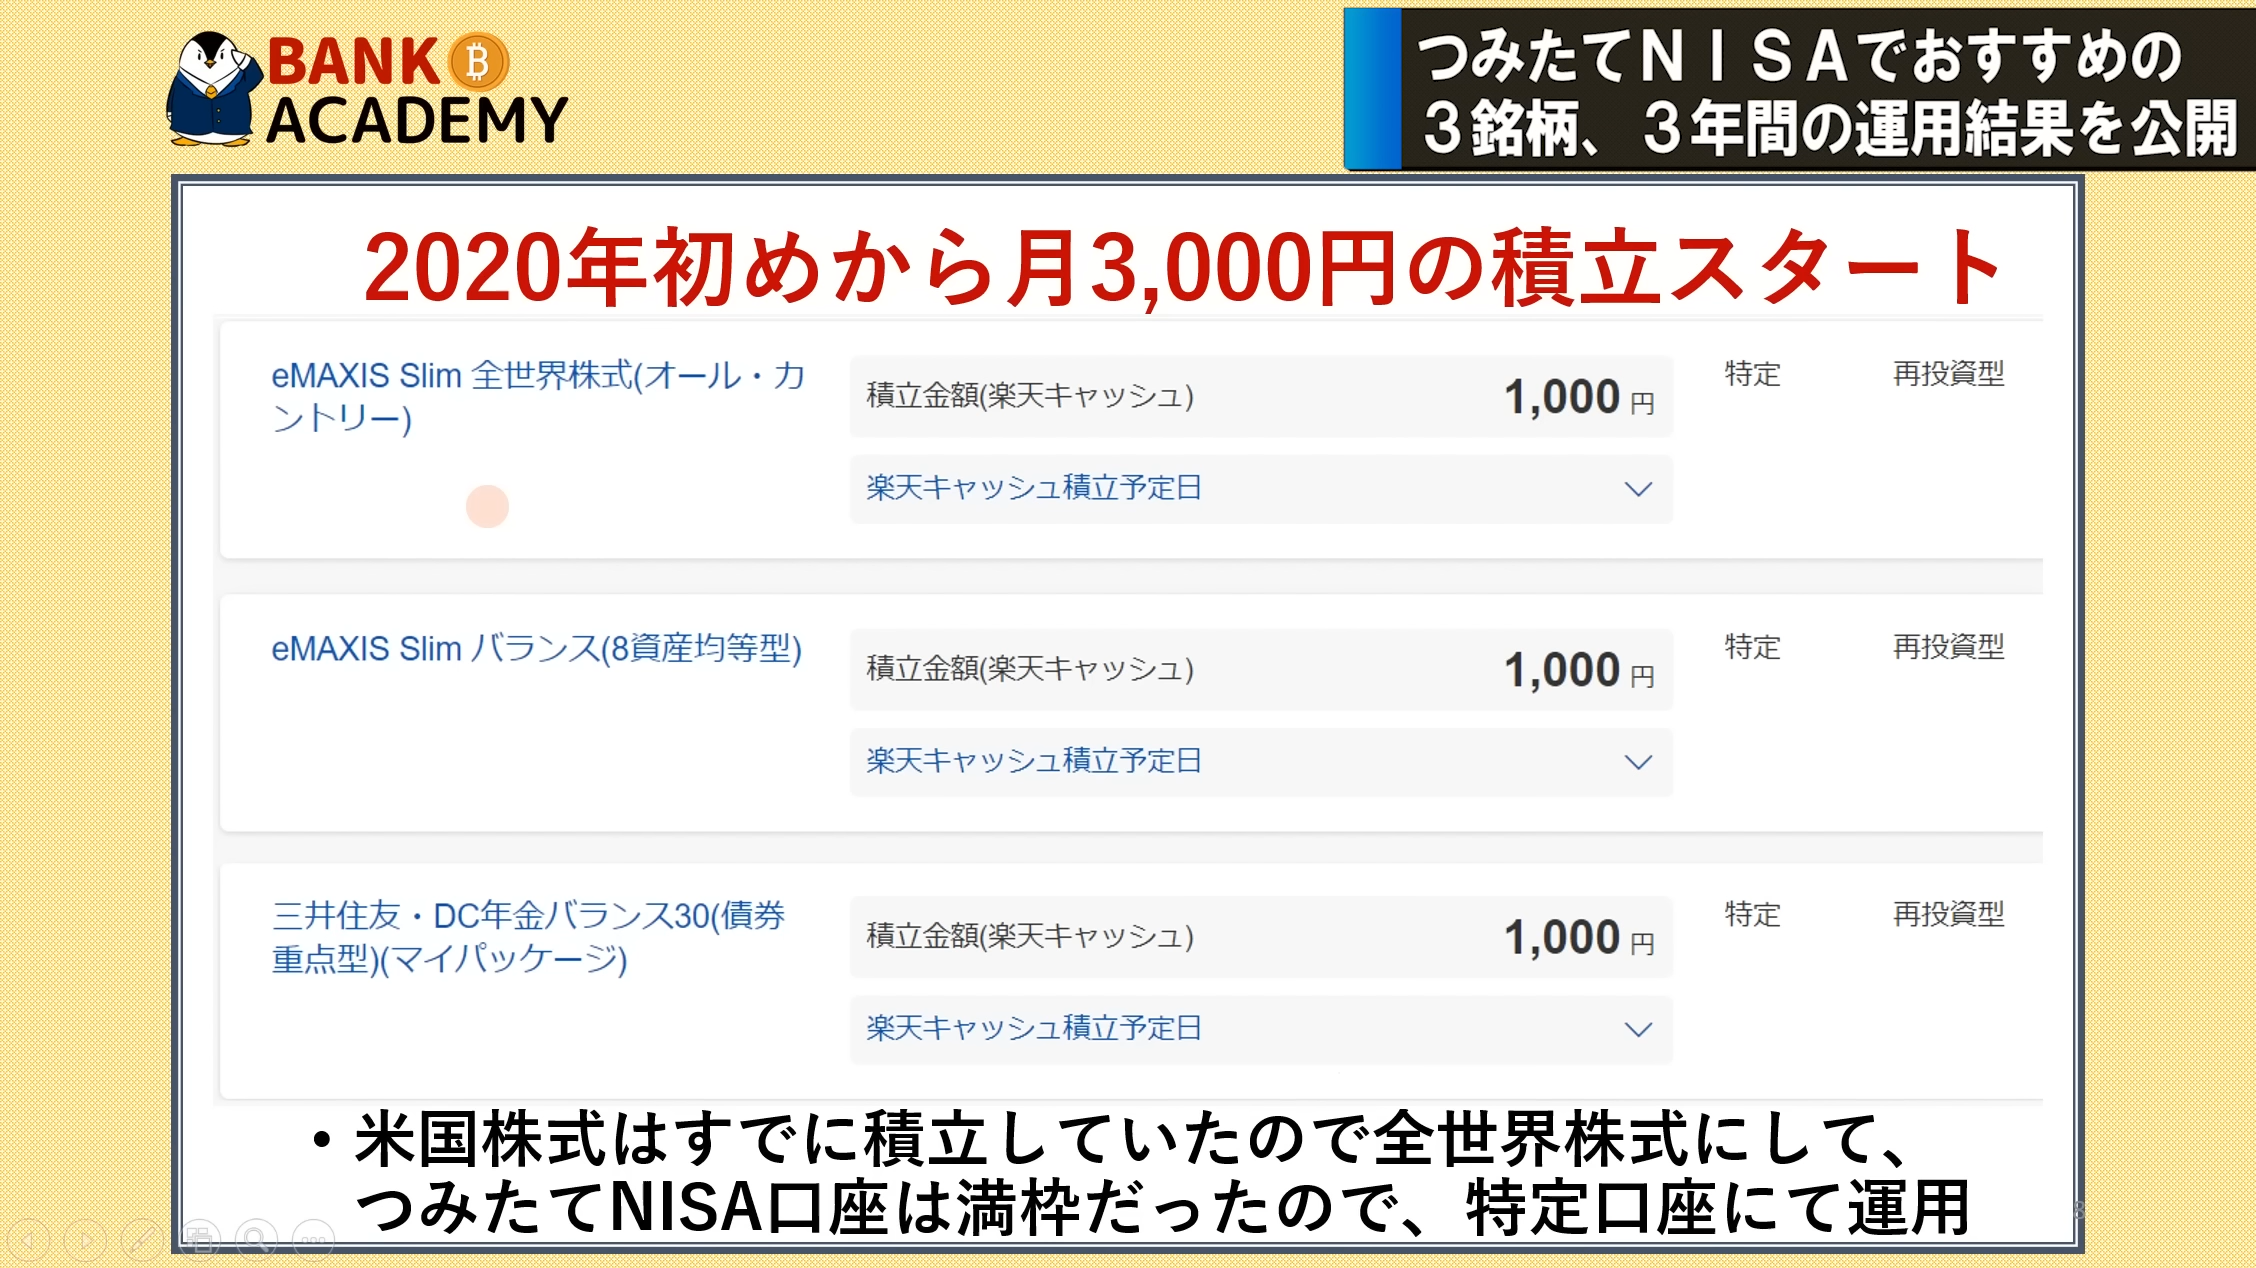 BANK
ACADEMY
つみたてNISAでおすすめの
3銘柄、3年間の運用結果を公開
2020年初めから月3,000円の積立スタート
eMAXIS Slim 全世界株式(オール・カ
ントリー)
積立金額(楽天キャッシュ) 1,000 円
特定 再投資型
楽天キャッシュ積立予定日
eMAXIS Slim バランス(8資産均等型)
積立金額(楽天キャッシュ) 1,000 円
特定 再投資型
楽天キャッシュ積立予定日
三井住友・DC年金バランス30(債券
重点型)(マイパッケージ)
積立金額(楽天キャッシュ) 1,000 円
特定 再投資型
楽天キャッシュ積立予定日
・米国株式はすでに積立していたので全世界株式にして、
つみたてNISA口座は満枠だったので、特定口座にて運用
8